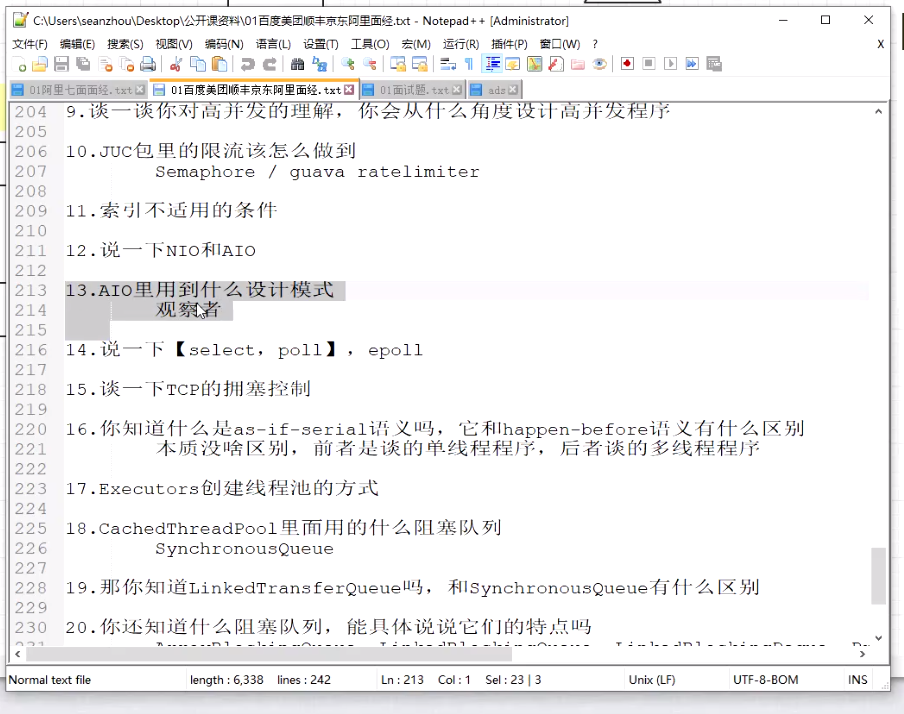 C:\Users\seanzhou\Desktop\公开课资料\01百度美团顺丰京东阿里面经.txt - Notepad++ [Administrator]
文件(F) 编辑(E) 搜索(S) 视图(V) 编码(N) 语言(L) 设置(T) 工具(O) 宏(M) 运行(R) 插件(P) 窗口(W) ? X
01阿里七面面经.txt 01百度美团顺丰京东阿里面经.txt 01面试题.txt ads
204 9.谈一谈你对高并发的理解，你会从什么角度设计高并发程序
205
206 10.JUC包里的限流该怎么做到
207 Semaphore / guava ratelimiter
208
209 11.索引不适用的条件
210
211 12.说一下NIO和AIO
212
213 13.AIO里用到什么设计模式
214 观察者
215
216 14.说一下【select，poll】，epoll
217
218 15.谈一下TCP的拥塞控制
219
220 16.你知道什么是as-if-serial语义吗，它和happen-before语义有什么区别
221 本质没啥区别，前者是谈的单线程程序，后者谈的多线程程序
222
223 17.Executors创建线程池的方式
224
225 18.CachedThreadPool里面用的什么阻塞队列
226 SynchronousQueue
227
228 19.那你知道LinkedTransferQueue吗，和SynchronousQueue有什么区别
229
230 20.你还知道什么阻塞队列，能具体说说它们的特点吗
Normal text file length : 6,338 lines : 242 Ln : 213 Col : 1 Sel : 23 | 3 Unix (LF) UTF-8-BOM INS